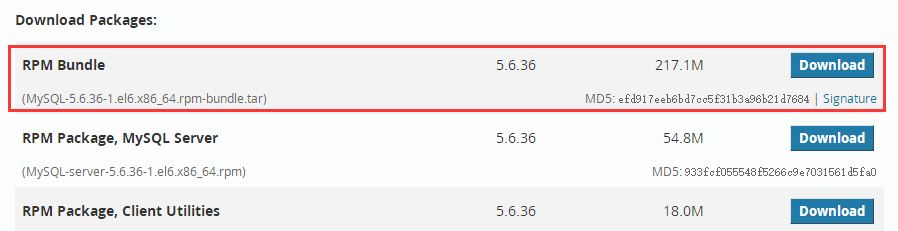 Download Packages:
RPM Bundle 5.6.36 217.1M Download
(MySQL-5.6.36-1.el6.x86_64.rpm-bundle.tar) MD5: efd917eeb6bd7cc5f31b3a96b21d7684 | Signature
RPM Package, MySQL Server 5.6.36 54.8M Download
(MySQL-server-5.6.36-1.el6.x86_64.rpm) MD5: 933fcf055548f5266c9e7031561d5fa0
RPM Package, Client Utilities 5.6.36 18.0M Download